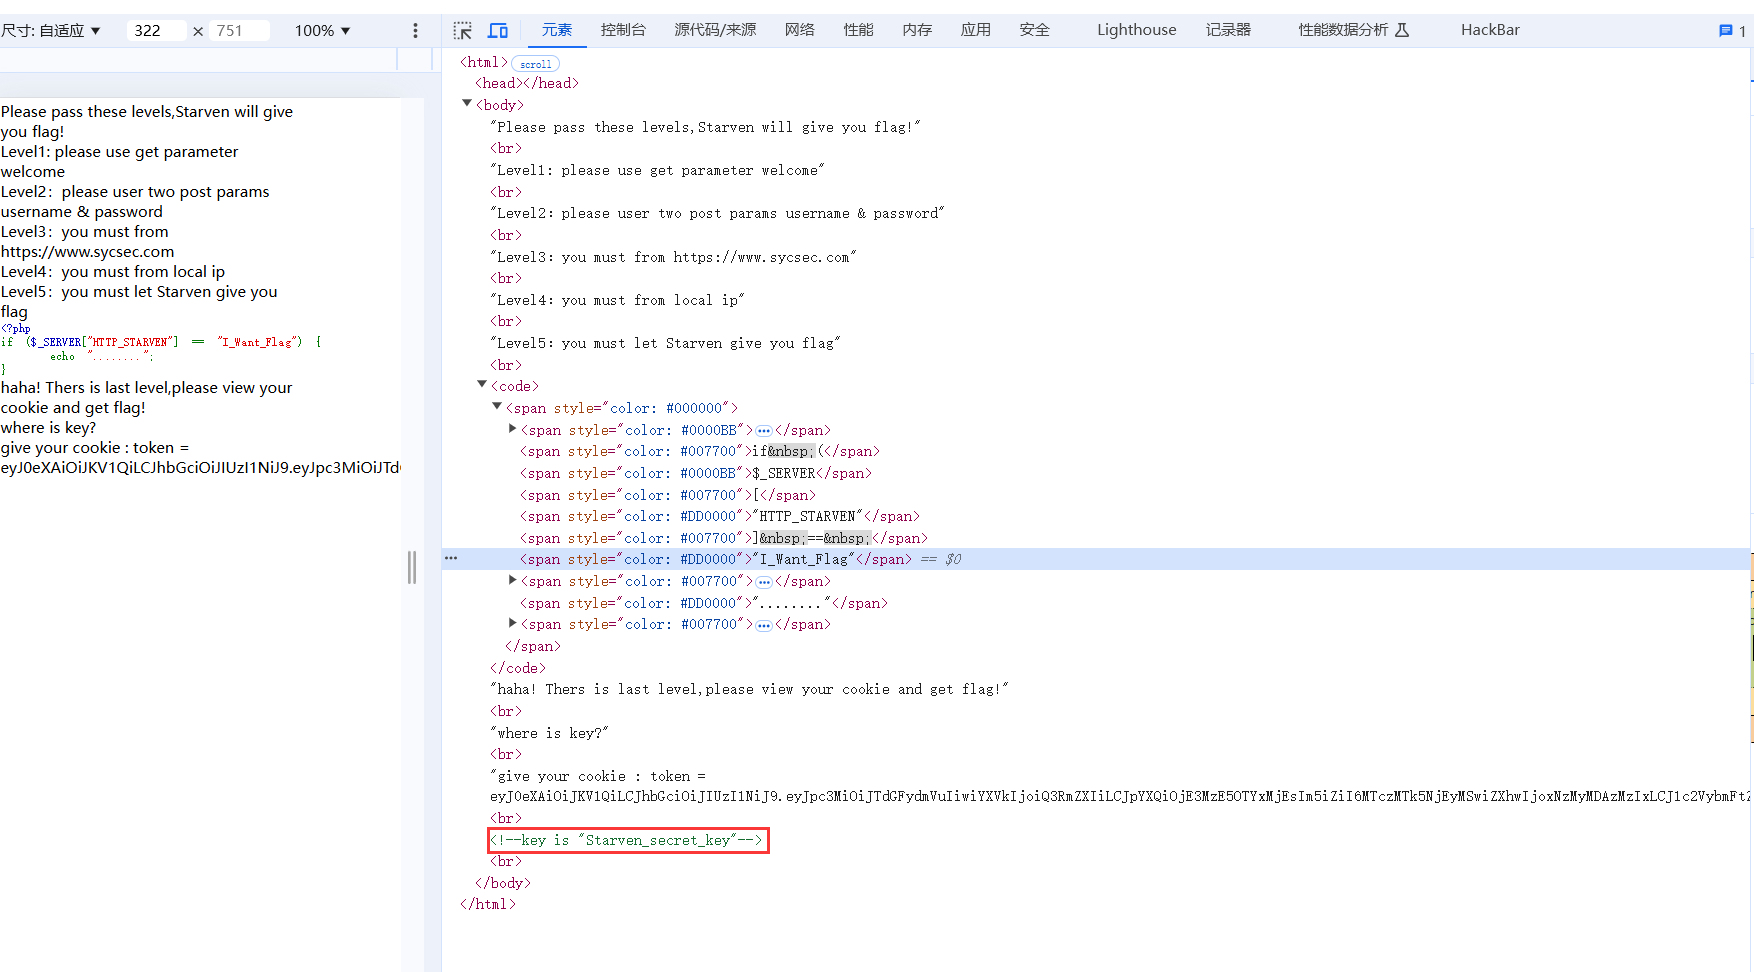 尺寸: 自适应 ▼ 322 × 751 100% ▼
元素 控制台 源代码/来源 网络 性能 内存 应用 安全 Lighthouse 记录器 性能数据分析 HackBar 1
Please pass these levels,Starven will give
you flag!
Level1: please use get parameter
welcome
Level2：please user two post params
username & password
Level3：you must from
https://www.sycsec.com
Level4：you must from local ip
Level5：you must let Starven give you
flag
<?php
if ($_SERVER["HTTP_STARVEN"] == "I_Want_Flag") {
echo "........";
}
haha! Thers is last level,please view your
cookie and get flag!
where is key?
give your cookie : token =
eyJ0eXAiOiJKV1QiLCJhbGciOiJIUzI1NiJ9.eyJpc3MiOiJTd
<html> scroll
<head></head>
<body>
"Please pass these levels,Starven will give you flag!"
<br>
"Level1: please use get parameter welcome"
<br>
"Level2：please user two post params username & password"
<br>
"Level3：you must from https://www.sycsec.com"
<br>
"Level4：you must from local ip"
<br>
"Level5：you must let Starven give you flag"
<br>
<code>
<span style="color: #000000">
<span style="color: #0000BB">…</span>
<span style="color: #007700">if&nbsp;(</span>
<span style="color: #0000BB">$_SERVER</span>
<span style="color: #007700">[</span>
<span style="color: #DD0000">"HTTP_STARVEN"</span>
<span style="color: #007700">]&nbsp;==&nbsp;</span>
<span style="color: #DD0000">"I_Want_Flag"</span> == $0
<span style="color: #007700">…</span>
<span style="color: #DD0000">"........"</span>
<span style="color: #007700">…</span>
</span>
</code>
"haha! Thers is last level,please view your cookie and get flag!"
<br>
"where is key?"
<br>
"give your cookie : token =
eyJ0eXAiOiJKV1QiLCJhbGciOiJIUzI1NiJ9.eyJpc3MiOiJTdGFydmVuIiwiYXVkIjoiQ3RmZXIiLCJpYXQiOjE3MzE5OTYxMjEsIm5iZiI6MTczMTk5NjEyMSwiZXhwIjoxNzMyMDAzMzIxLCJ1c2VybmFtZ
<br>
<!--key is "Starven_secret_key"-->
<br>
</body>
</html>